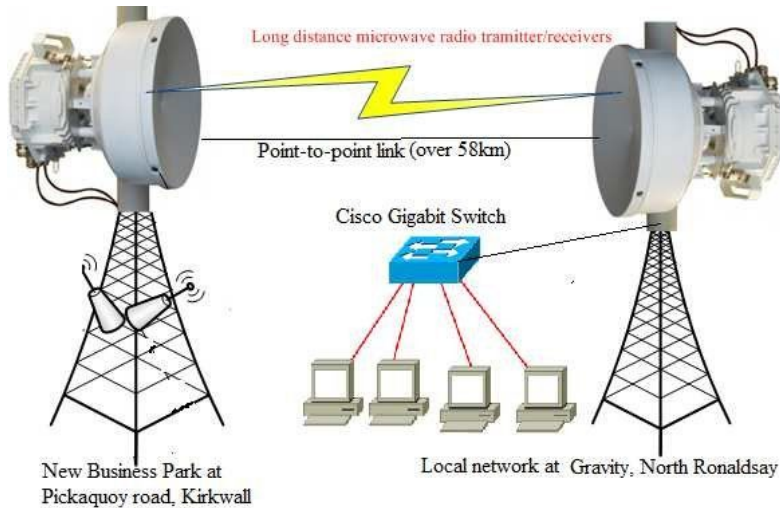 Long distance microwave radio tramitter/receivers
Point-to-point link (over 58km)
Cisco Gigabit Switch
New Business Park at
Pickaquoy road, Kirkwall
Local network at Gravity, North Ronaldsay